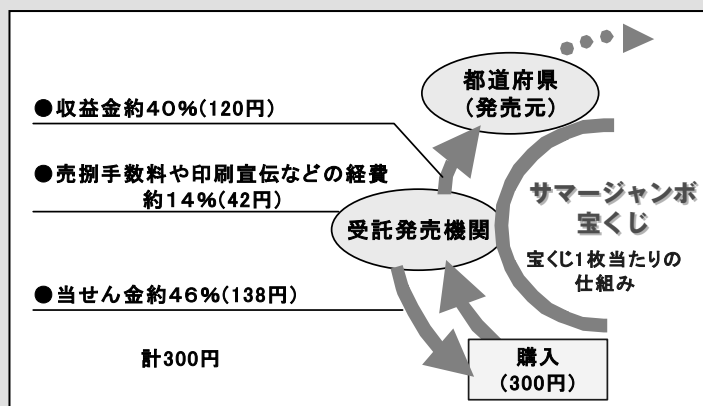 都道府県
(発売元)
●収益金約40%(120円)
●売捌手数料や印刷宣伝などの経費
約14%(42円)
サマージャンボ
宝くじ
受託発売機関
宝くじ1枚当たりの
仕組み
●当せん金約46%(138円)
計300円
購入
(300円)